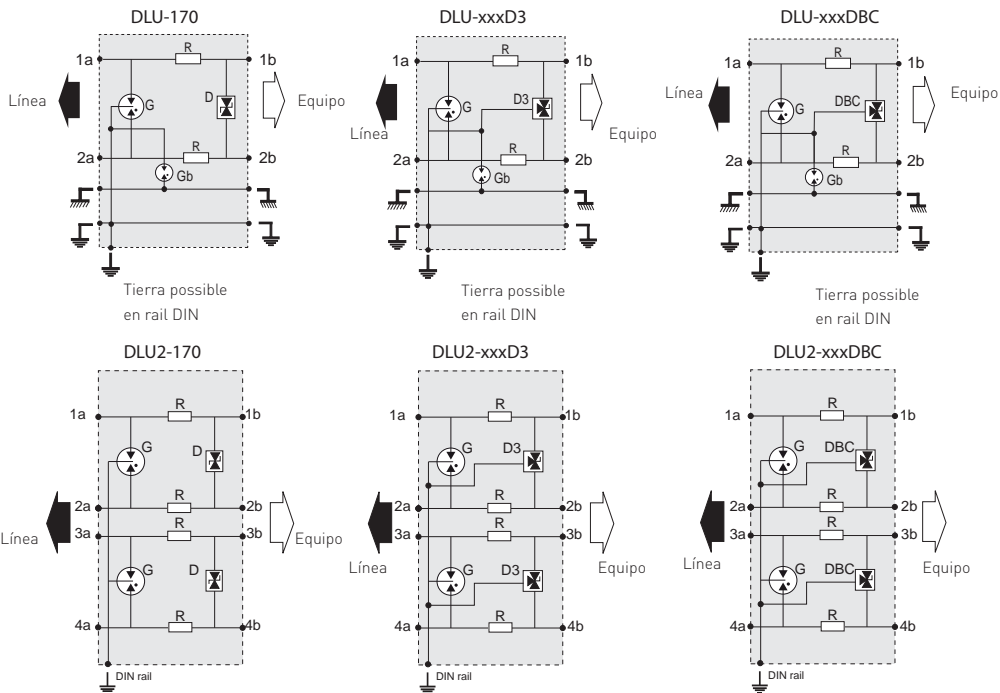 DLU-170
R
1a
1b
Línea
G
D
Equipo
R
2a
2b
Gb
Tierra possible
en rail DIN
DLU-xxxD3
R
1a
1b
Línea
G
D3
Equipo
R
2a
2b
Gb
Tierra possible
en rail DIN
DLU-xxxDBC
R
1a
1b
Línea
G
DBC
Equipo
R
2a
2b
Gb
Tierra possible
en rail DIN
DLU2-170
R
1a
1b
G
D
R
2a
2b
Línea
Equipo
R
3a
3b
G
D
R
4a
4b
DIN rail
DLU2-xxxD3
R
1a
1b
G
D3
R
2a
2b
Línea
Equipo
R
3a
3b
G
D3
R
4a
4b
DIN rail
DLU2-xxxDBC
R
1a
1b
G
DBC
R
2a
2b
Línea
Equipo
R
3a
3b
G
DBC
R
4a
4b
DIN rail